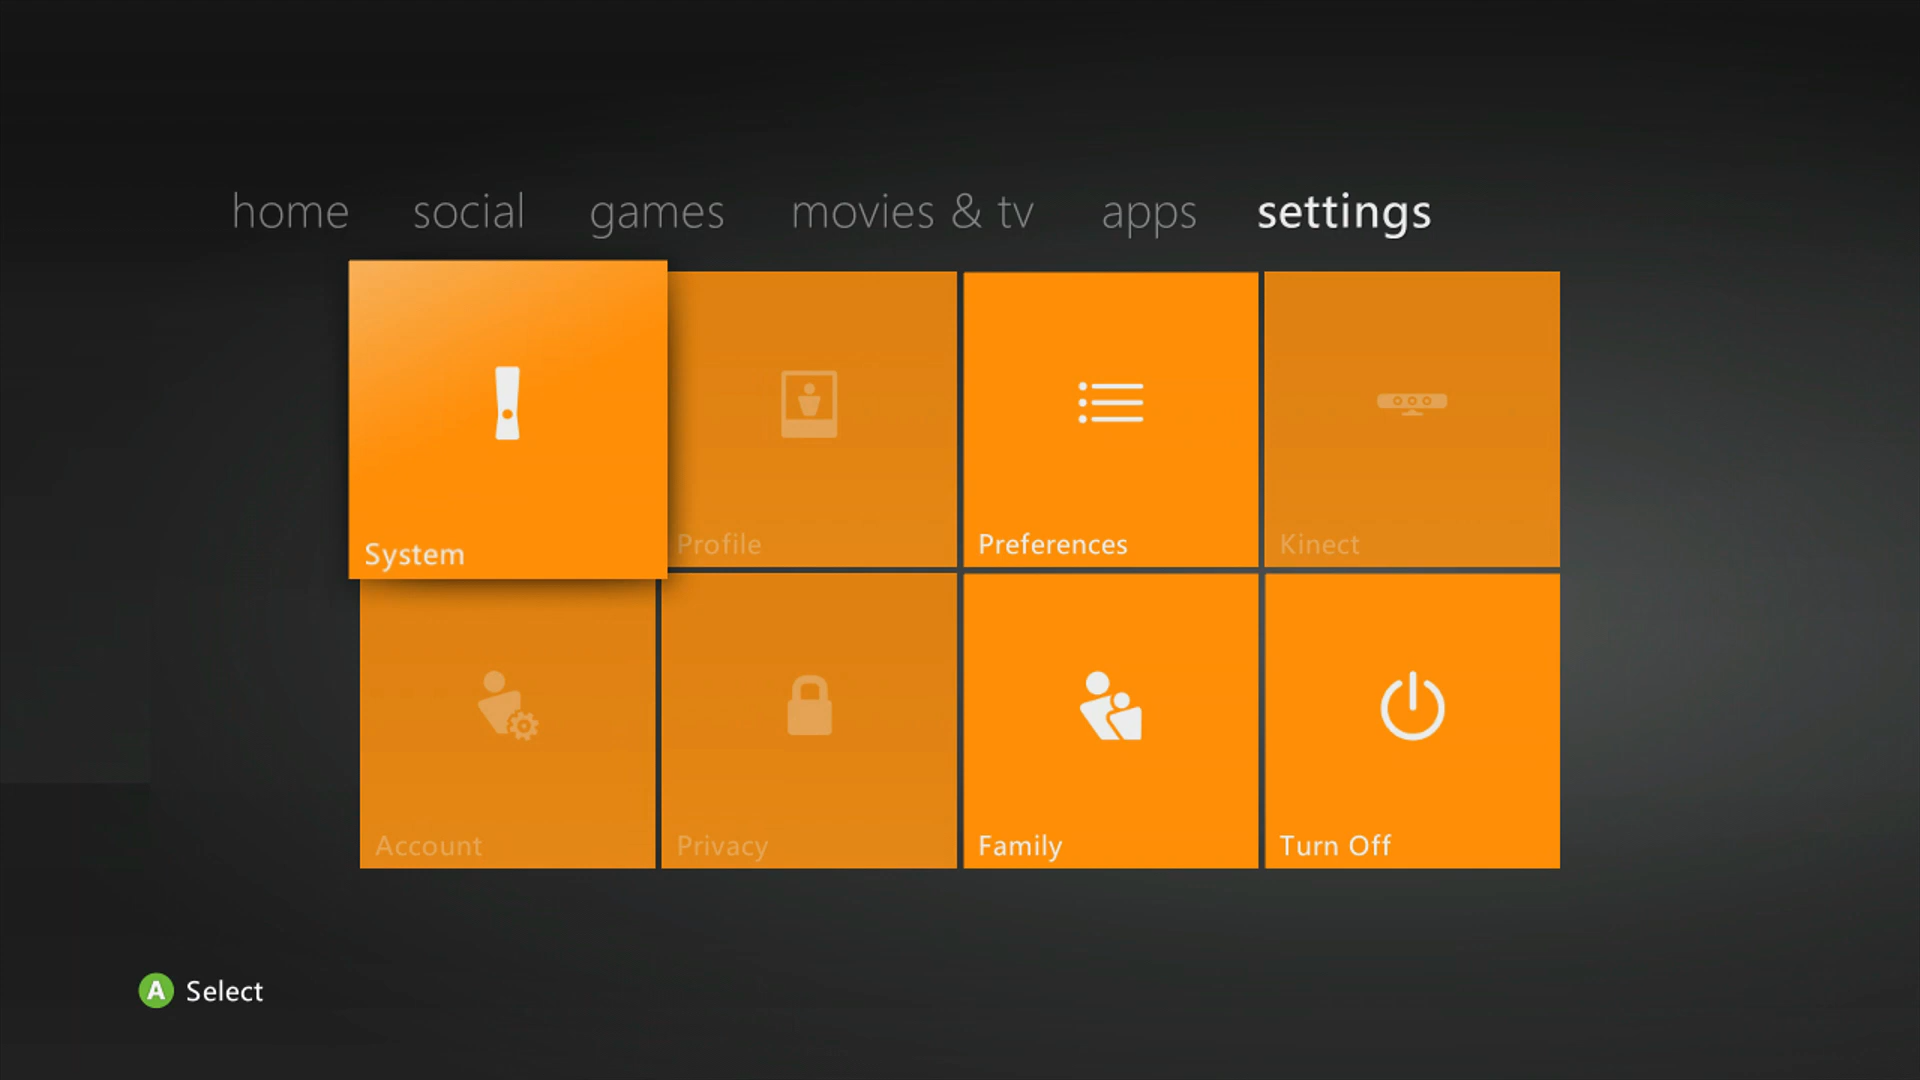 home social games movies & tv apps settings
System
Profile
Preferences
Kinect
Account
Privacy
Family
Turn Off
A Select